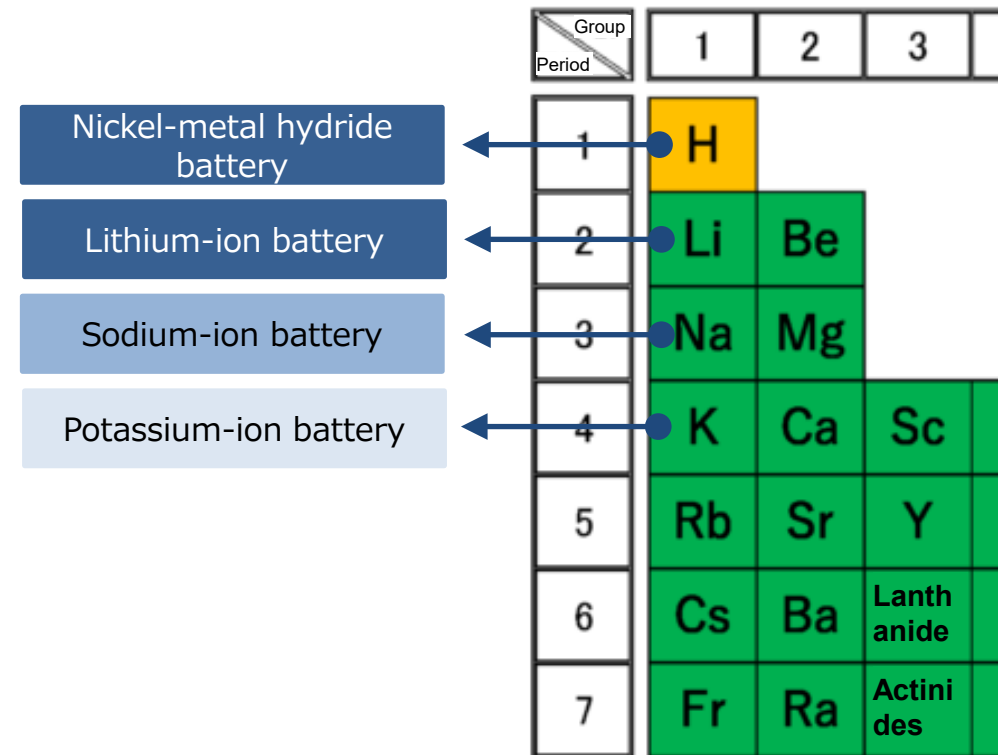 Group
Period
1 2 3
Nickel-metal hydride
battery
1 H
Lithium-ion battery
2 Li Be
Sodium-ion battery
3 Na Mg
Potassium-ion battery
4 K Ca Sc
5 Rb Sr Y
6 Cs Ba Lanth
anide
7 Fr Ra Actini
des